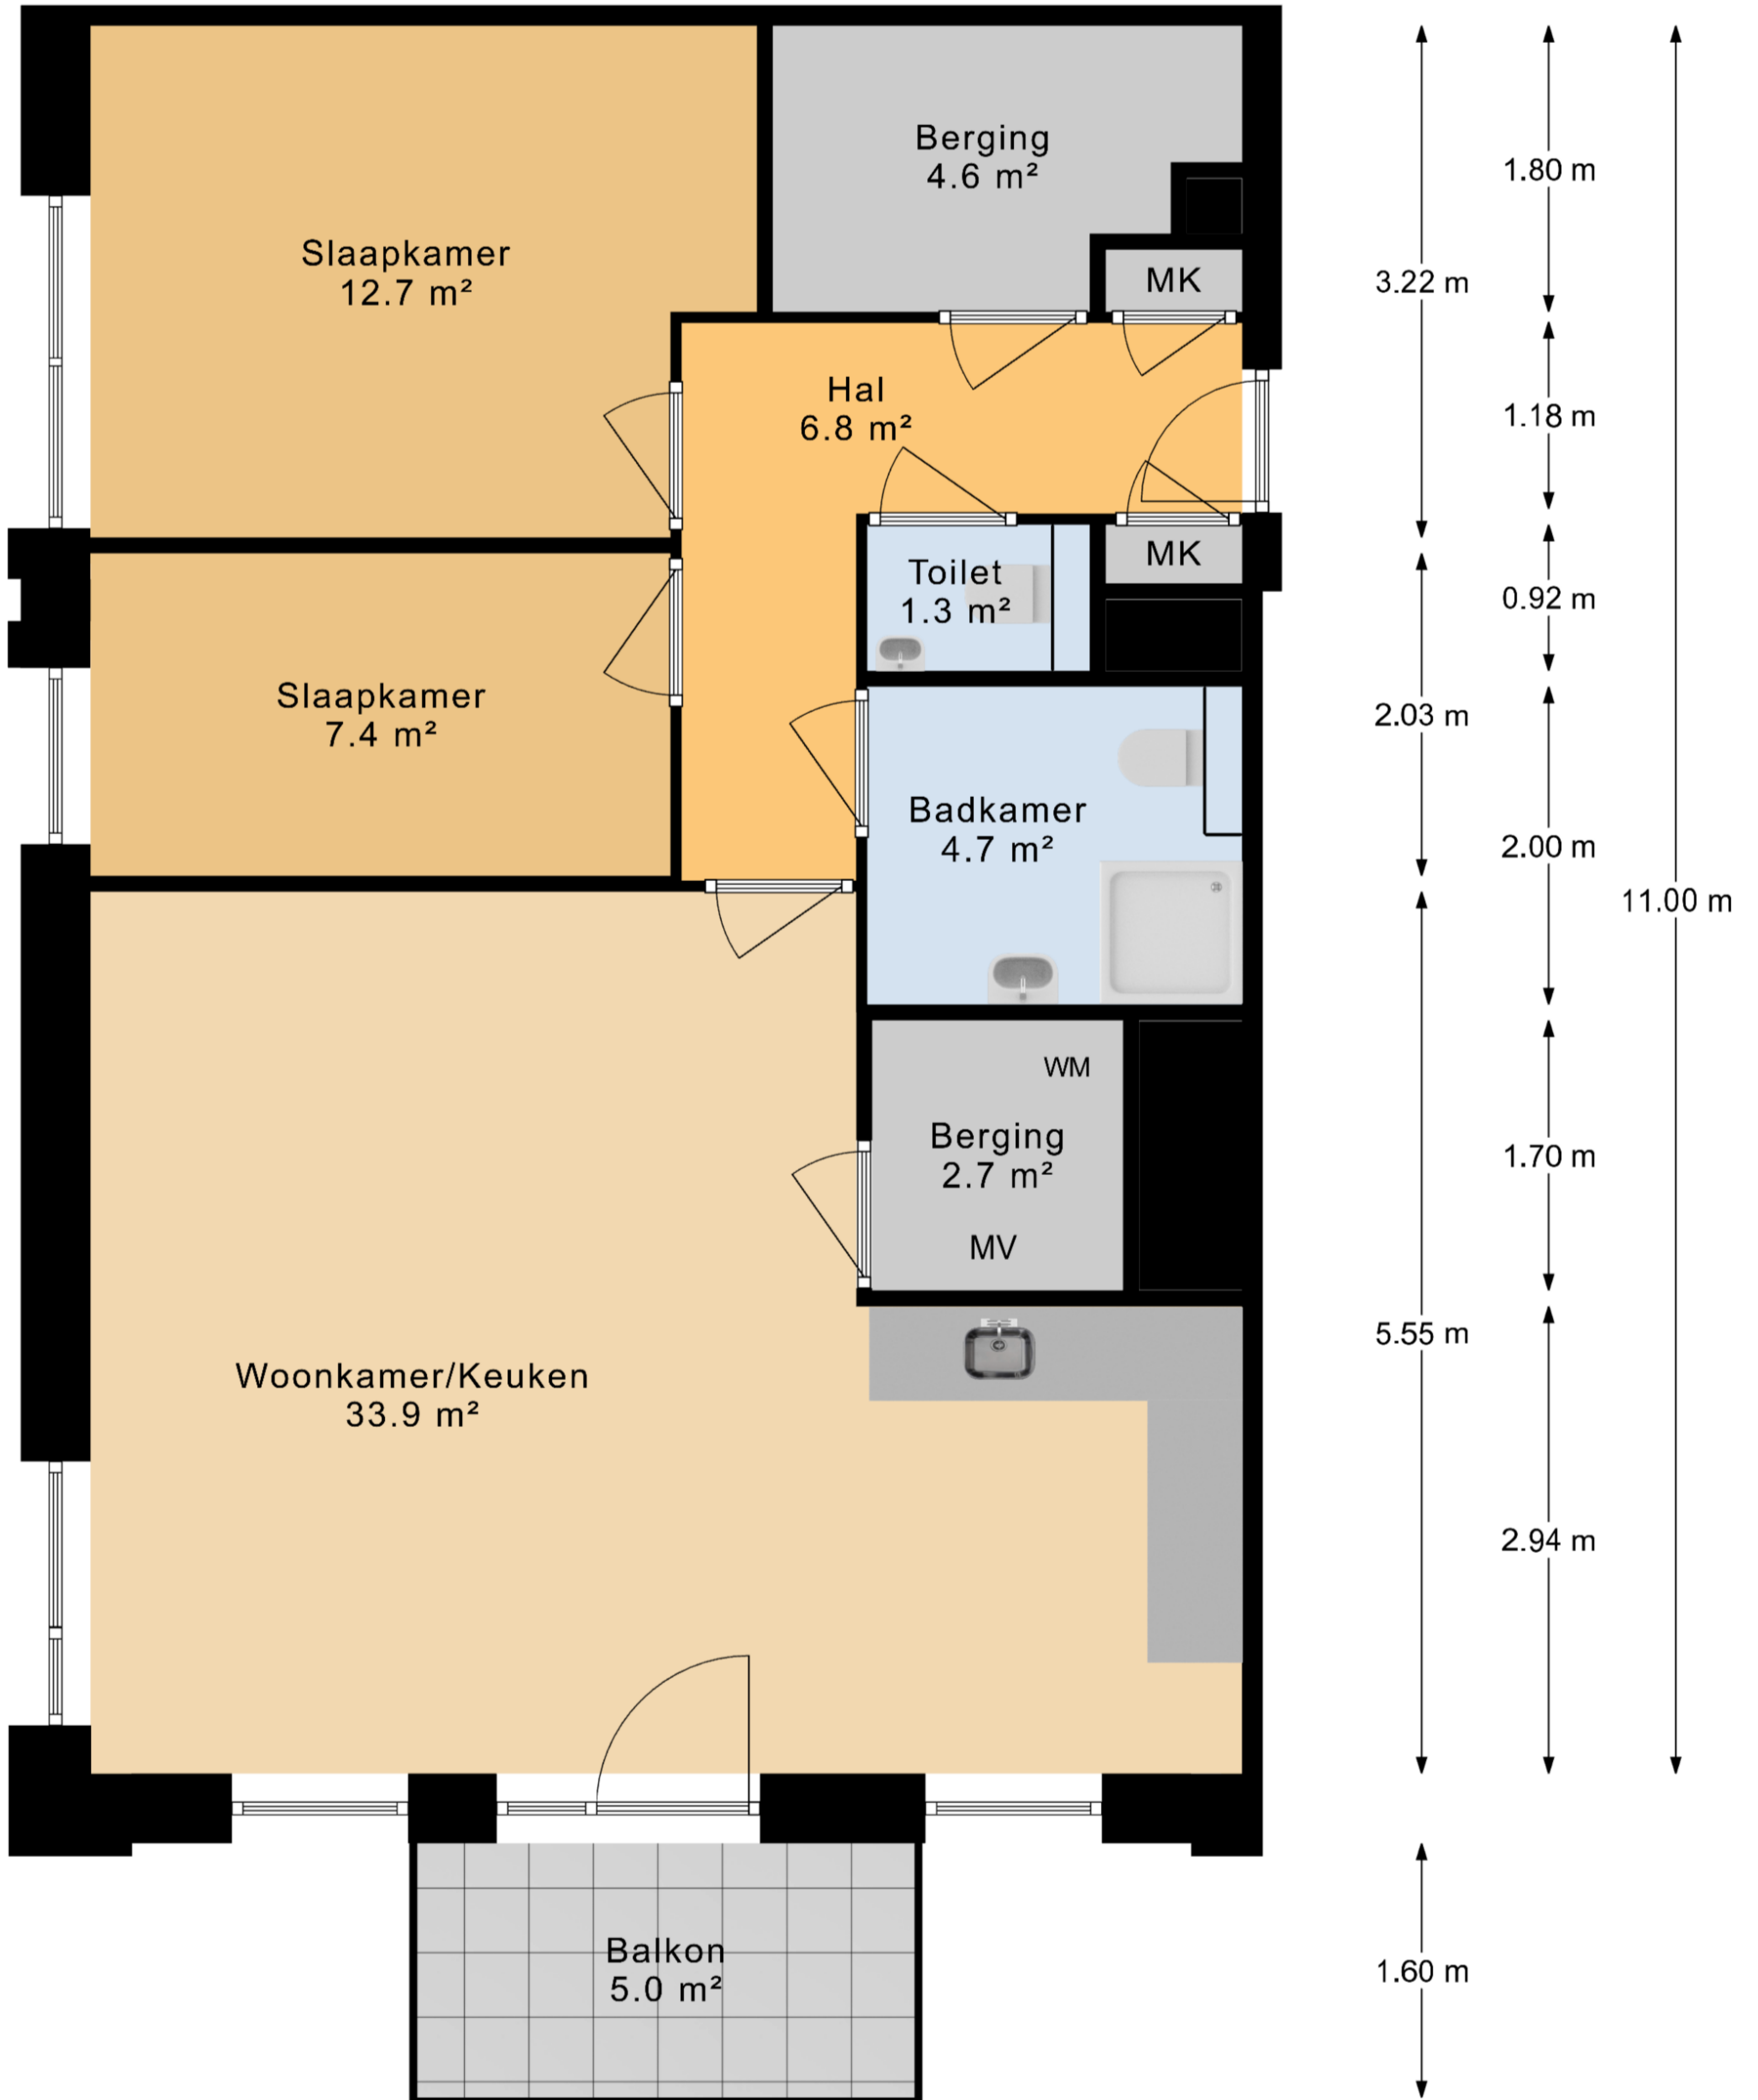 Berging
4.6 m²
1.80 m
Slaapkamer
12.7 m²
MK
3.22 m
Hal
6.8 m²
1.18 m
MK
Toilet
1.3 m²
0.92 m
Slaapkamer
7.4 m²
2.03 m
Badkamer
4.7 m²
2.00 m
11.00 m
WM
Berging
2.7 m²
1.70 m
MV
5.55 m
Woonkamer/Keuken
33.9 m²
2.94 m
Balkon
5.0 m²
1.60 m